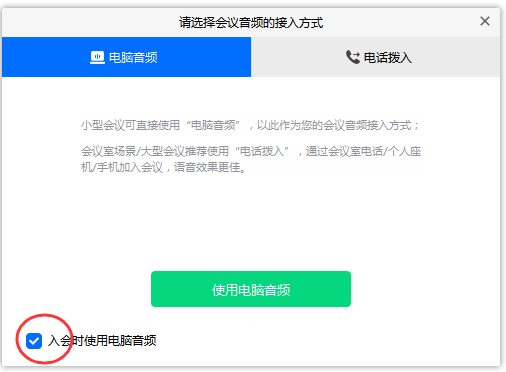 请选择会议音频的接入方式
电脑音频
电话拨入
小型会议可直接使用“电脑音频”，以此作为您的会议音频接入方式；
会议室场景/大型会议推荐使用“电话拨入”，通过会议室电话/个人座
机/手机加入会议，语音效果更佳。
使用电脑音频
入会时使用电脑音频